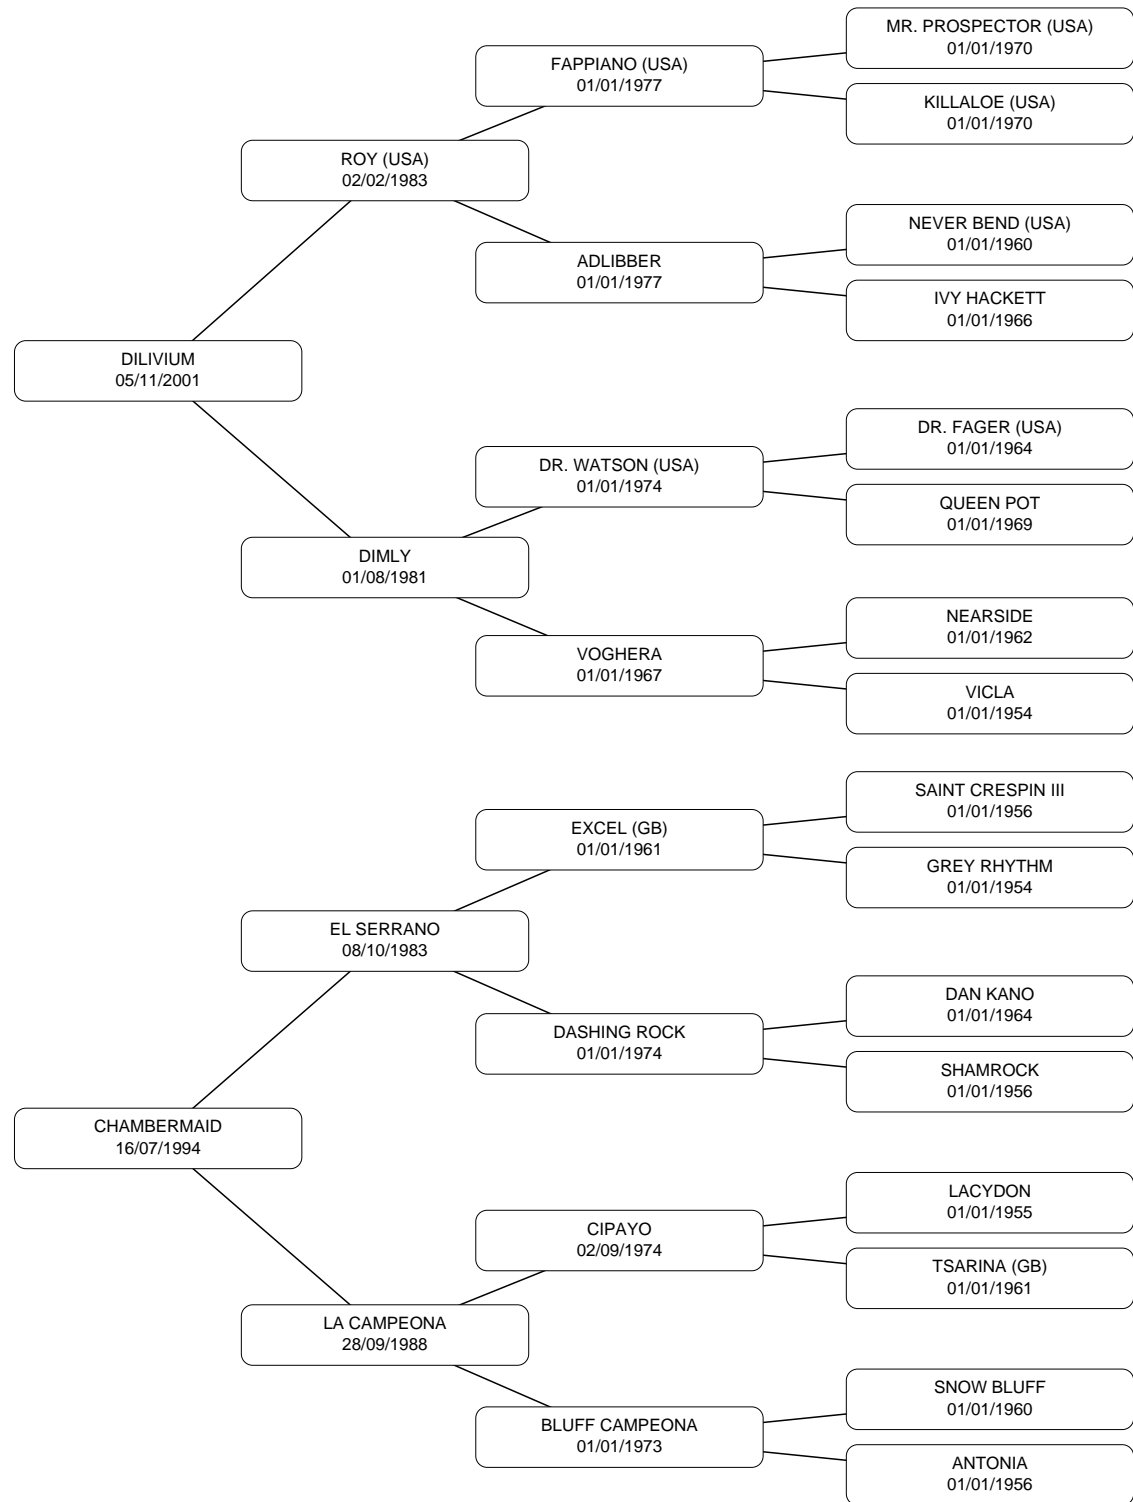 MR. PROSPECTOR (USA)
01/01/1970
FAPPIANO (USA)
01/01/1977
KILLALOE (USA)
01/01/1970
ROY (USA)
02/02/1983
NEVER BEND (USA)
01/01/1960
ADLIBBER
01/01/1977
IVY HACKETT
01/01/1966
DILIVIUM
05/11/2001
DR. FAGER (USA)
01/01/1964
DR. WATSON (USA)
01/01/1974
QUEEN POT
01/01/1969
DIMLY
01/08/1981
NEARSIDE
01/01/1962
VOGHERA
01/01/1967
VICLA
01/01/1954
SAINT CRESPIN III
01/01/1956
EXCEL (GB)
01/01/1961
GREY RHYTHM
01/01/1954
EL SERRANO
08/10/1983
DAN KANO
01/01/1964
DASHING ROCK
01/01/1974
SHAMROCK
01/01/1956
CHAMBERMAID
16/07/1994
LACYDON
01/01/1955
CIPAYO
02/09/1974
TSARINA (GB)
01/01/1961
LA CAMPEONA
28/09/1988
SNOW BLUFF
01/01/1960
BLUFF CAMPEONA
01/01/1973
ANTONIA
01/01/1956